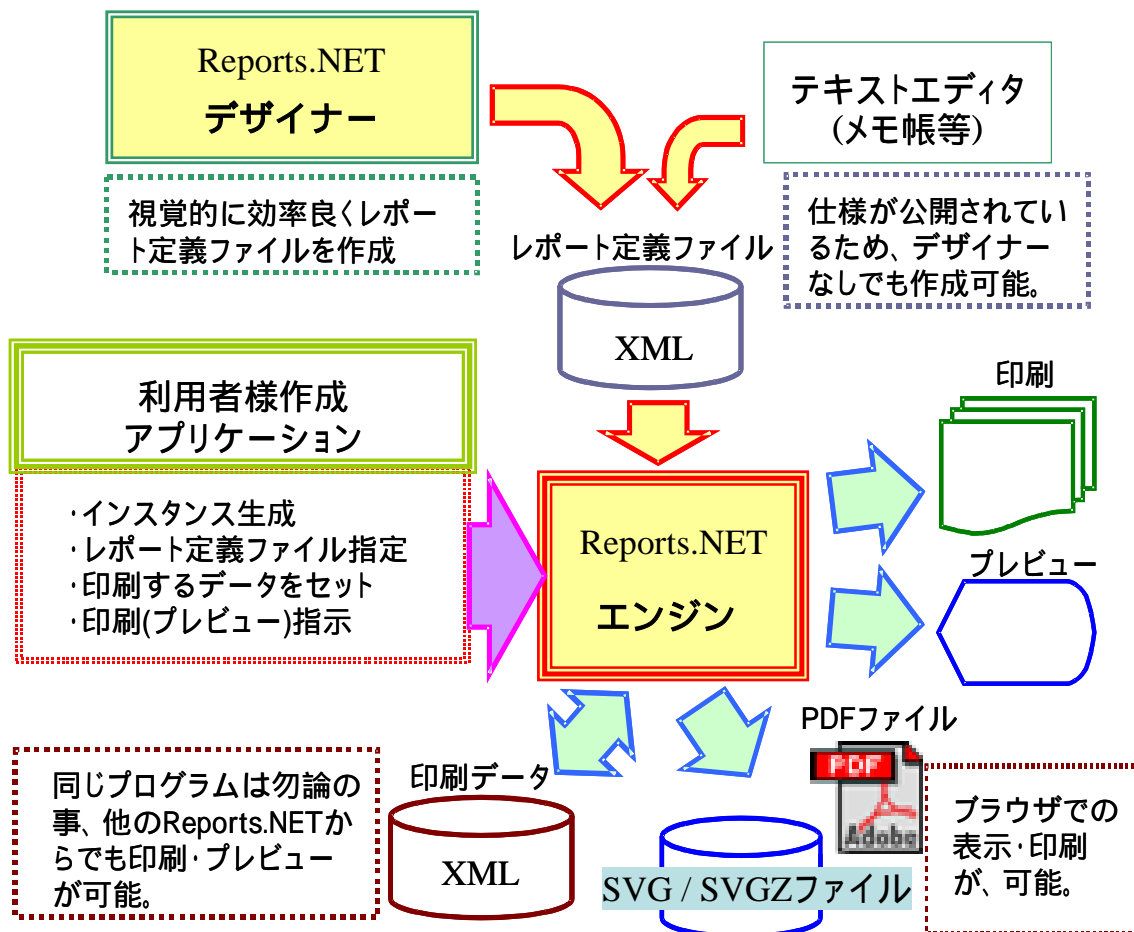 Reports.NET
デザイナー
テキストエディタ
(メモ帳等)
視覚的に効率良くレポー
ト定義ファイルを作成
仕様が公開されてい
るため、デザイナー
なしでも作成可能。
レポート定義ファイル
XML
利用者様作成
アプリケーション
・インスタンス生成
・レポート定義ファイル指定
・印刷するデータをセット
・印刷(プレビュー)指示
Reports.NET
エンジン
印刷
プレビュー
PDFファイル
PDF
Adobe
ブラウザでの
表示・印刷
が、可能。
同じプログラムは勿論の
事、他のReports.NETか
らでも印刷・プレビュー
が可能。
印刷データ
XML
SVG / SVGZファイル